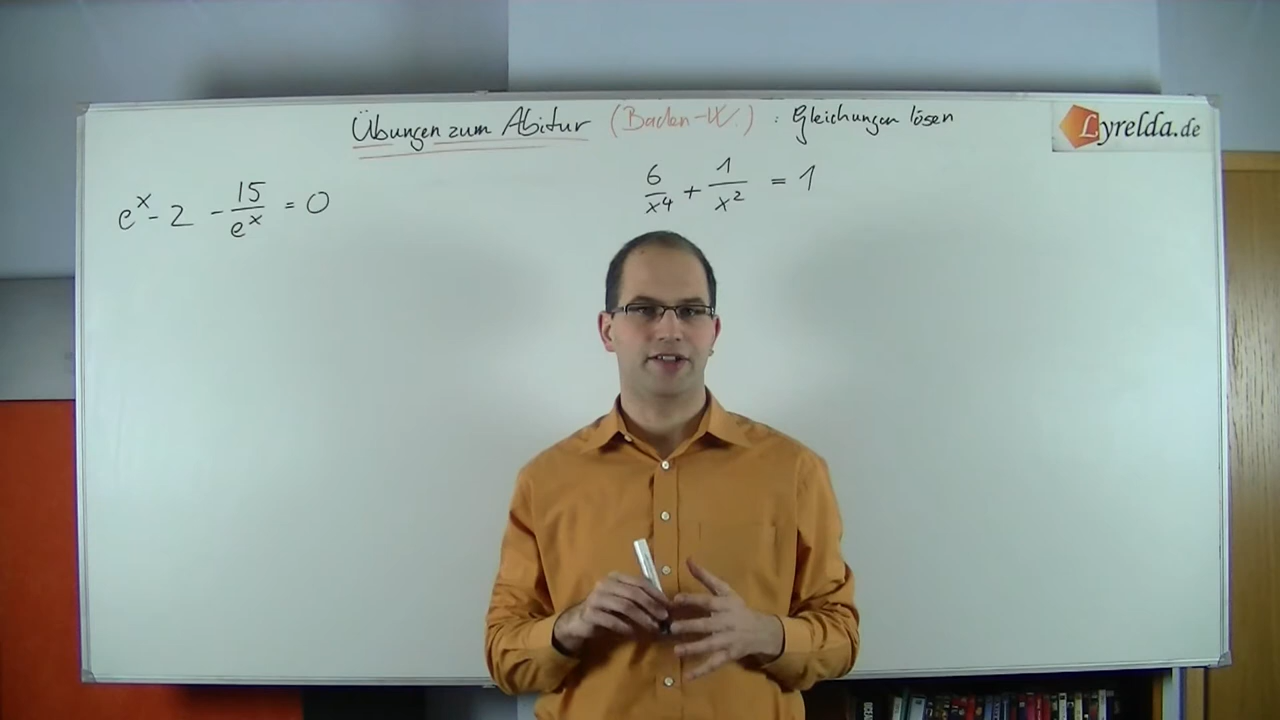 Übungen zum Abitur (Baden-W.) : Gleichungen lösen
Lyrelda.de
e^x - 2 - 15/e^x = 0
6/x^4 + 1/x^2 = 1